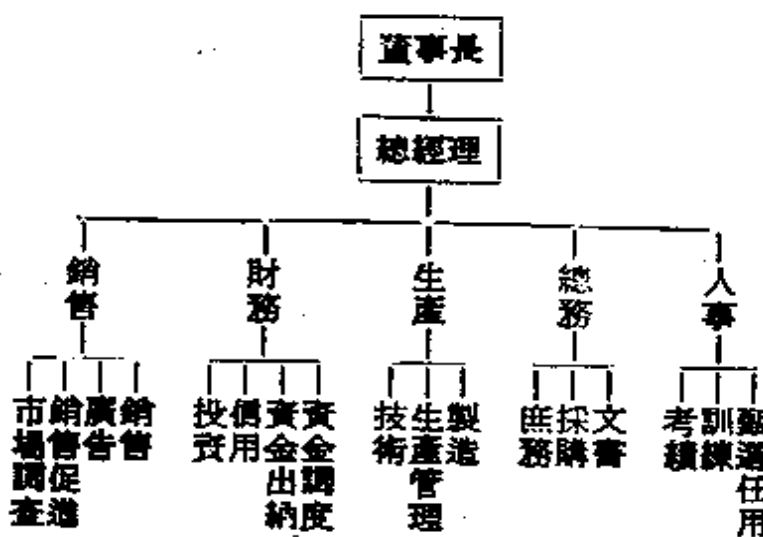 董事長
總經理
銷售
財務
生產
總務
人事
市場調查
銷售促進
廣告
銷售
投資
信用
資金出納
資金調度
技術
生產管理
製造
庶務
採購
文書
考績
訓練
甄選任用